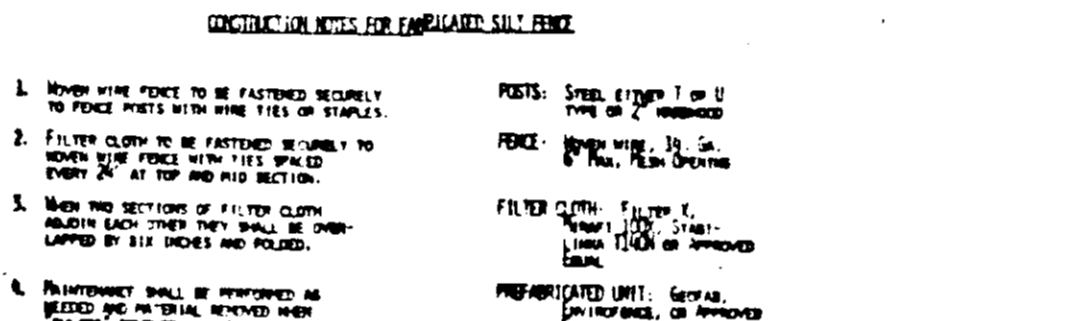 CONSTRUCTION NOTES FOR FABRICATED SILT FENCE
1. WOVEN WIRE FENCE TO BE FASTENED SECURELY
TO FENCE POSTS WITH WIRE TIES OR STAPLES.
2. FILTER CLOTH TO BE FASTENED SECURELY TO
WOVEN WIRE FENCE WITH TIES SPACED
EVERY 24" AT TOP AND MID SECTION.
3. WHEN TWO SECTIONS OF FILTER CLOTH
ADJOIN EACH OTHER THEY SHALL BE OVER-
LAPPED BY SIX INCHES AND FOLDED.
4. MAINTENANCE SHALL BE PERFORMED AS
NEEDED AND MATERIAL REMOVED WHEN
POSTS: STEEL EITHER T OR U
TYPE OR 2" HARDWOOD
FENCE: WOVEN WIRE, GA.
6" MAX. MESH OPENING
FILTER CLOTH: FILTER X,
MIRAFI 100X, STABI-
LINKA T140N OR APPROVED
EQUAL
PREFABRICATED UNIT: GEOFAB,
ENVIROFENCE, OR APPROVED